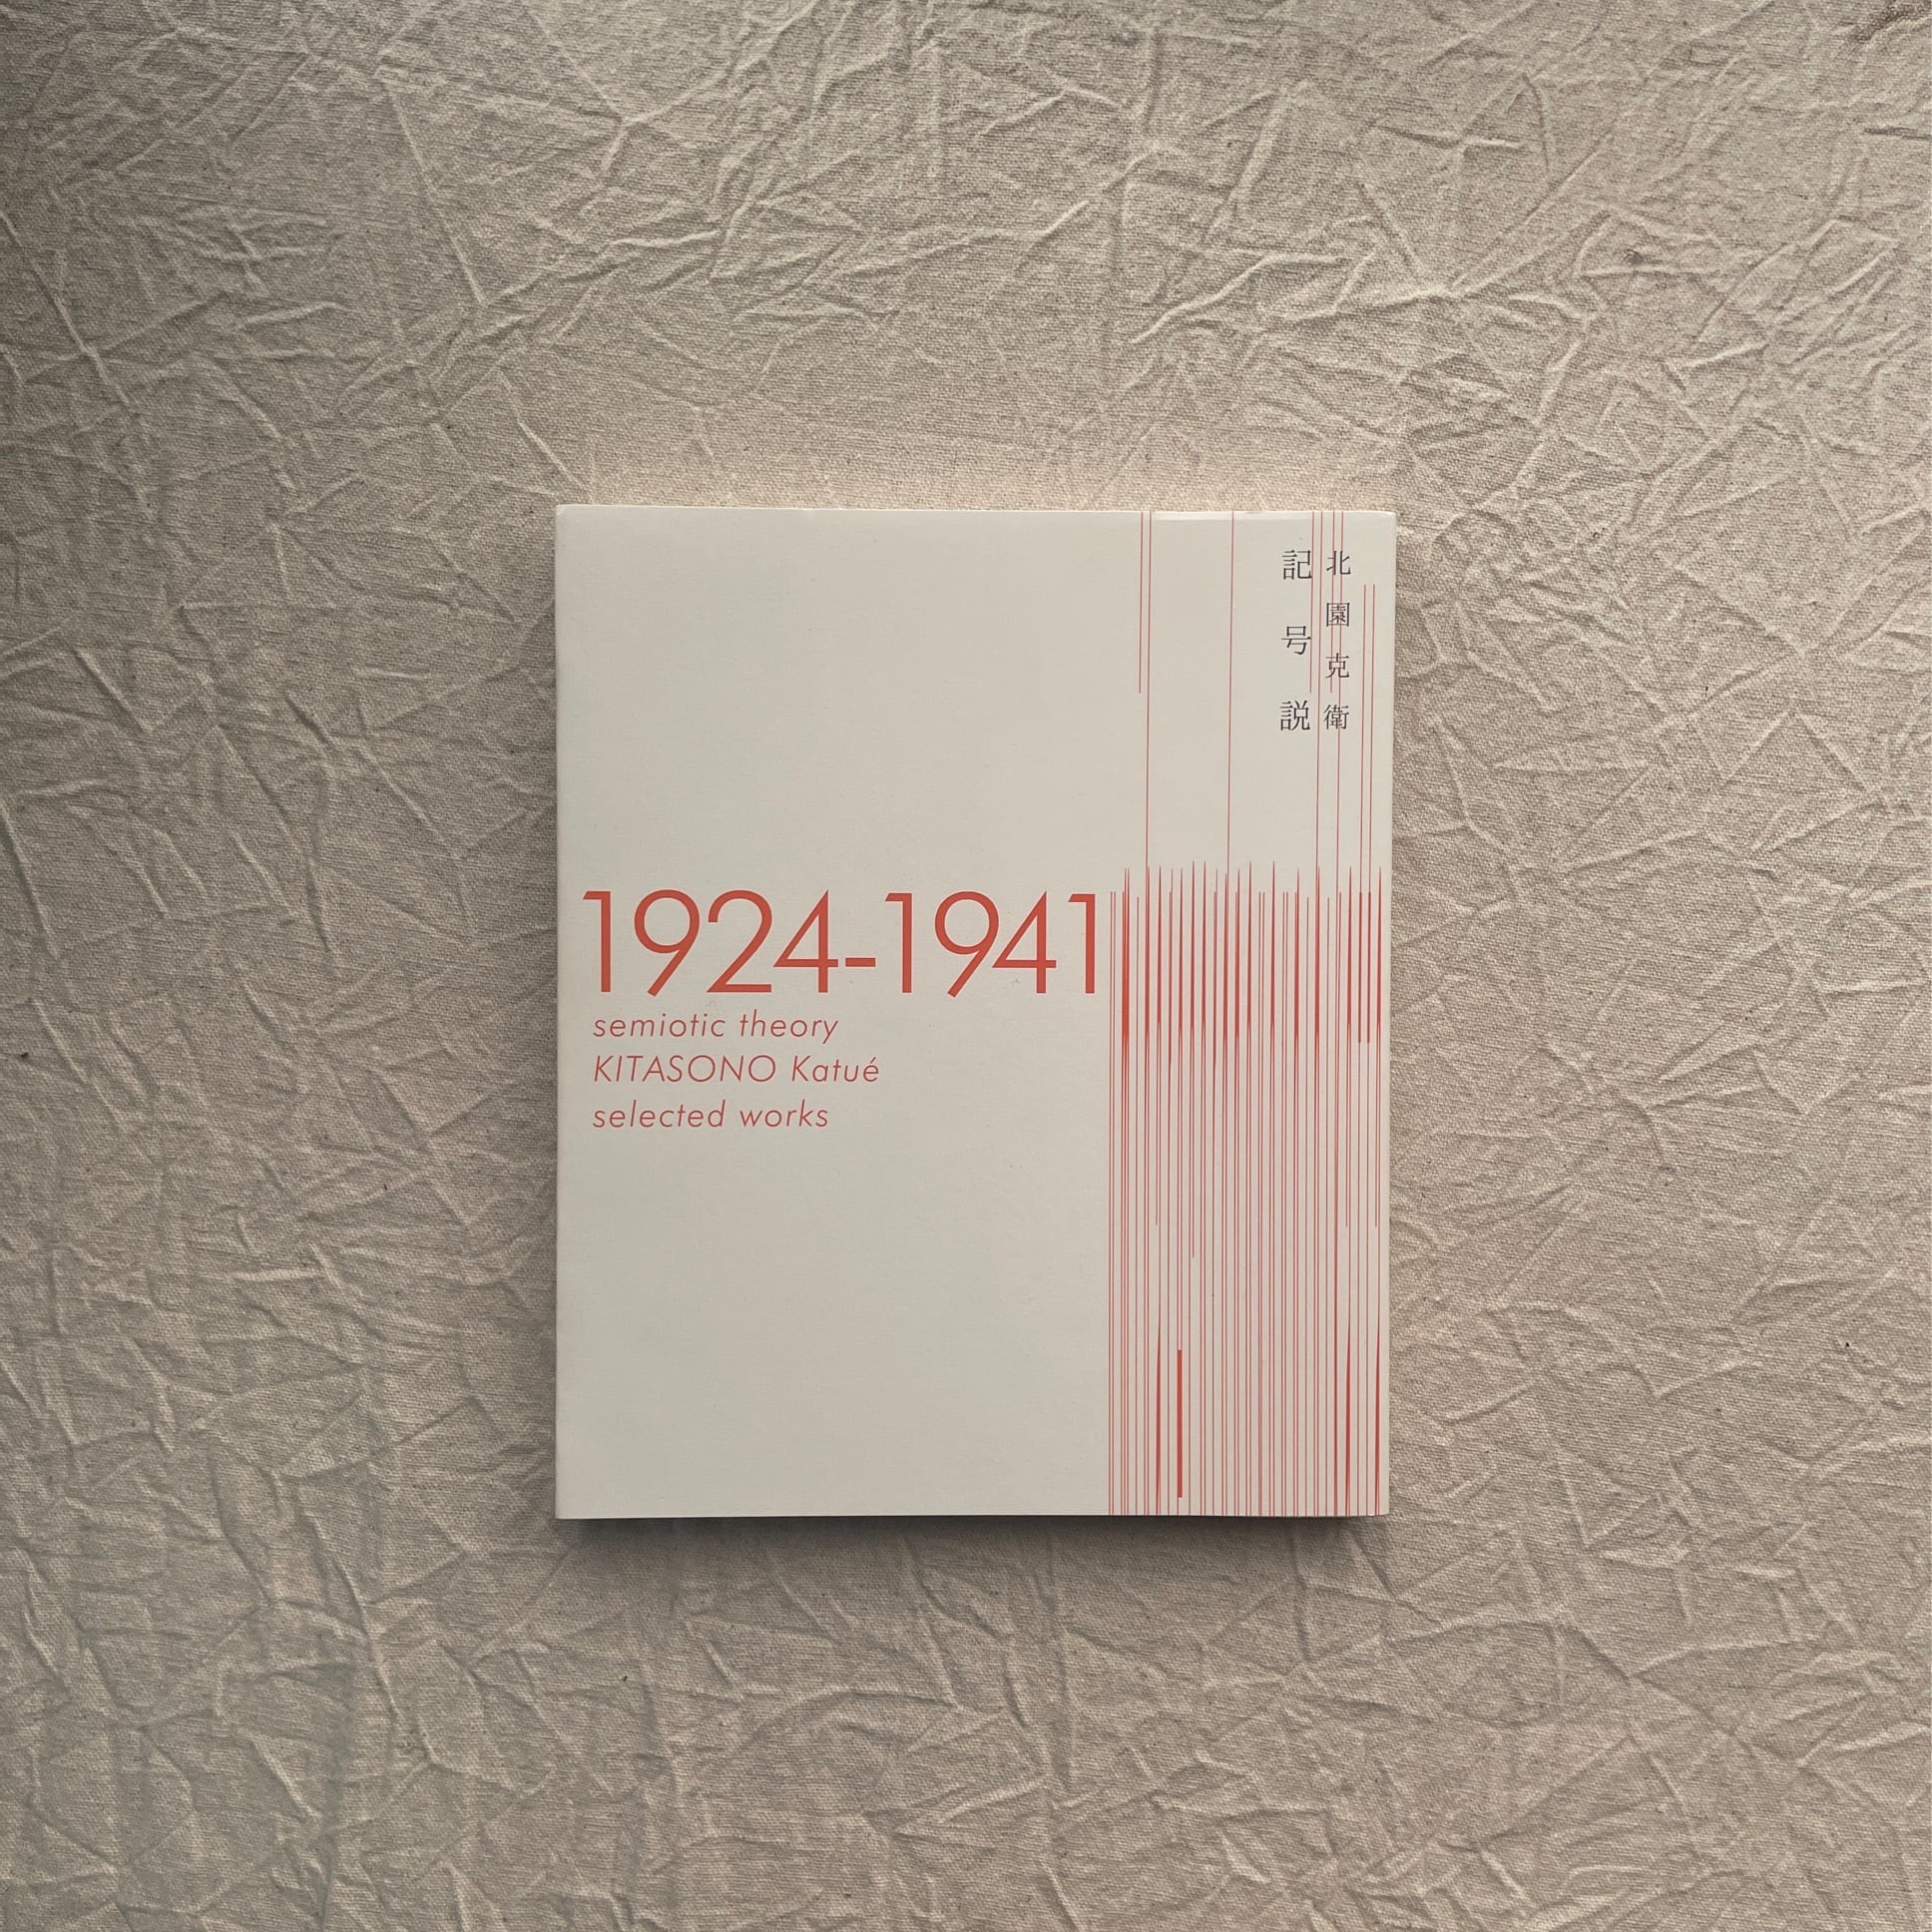 北園克衛
記号説
1924-1941
semiotic theory
KITASONO Katué
selected works